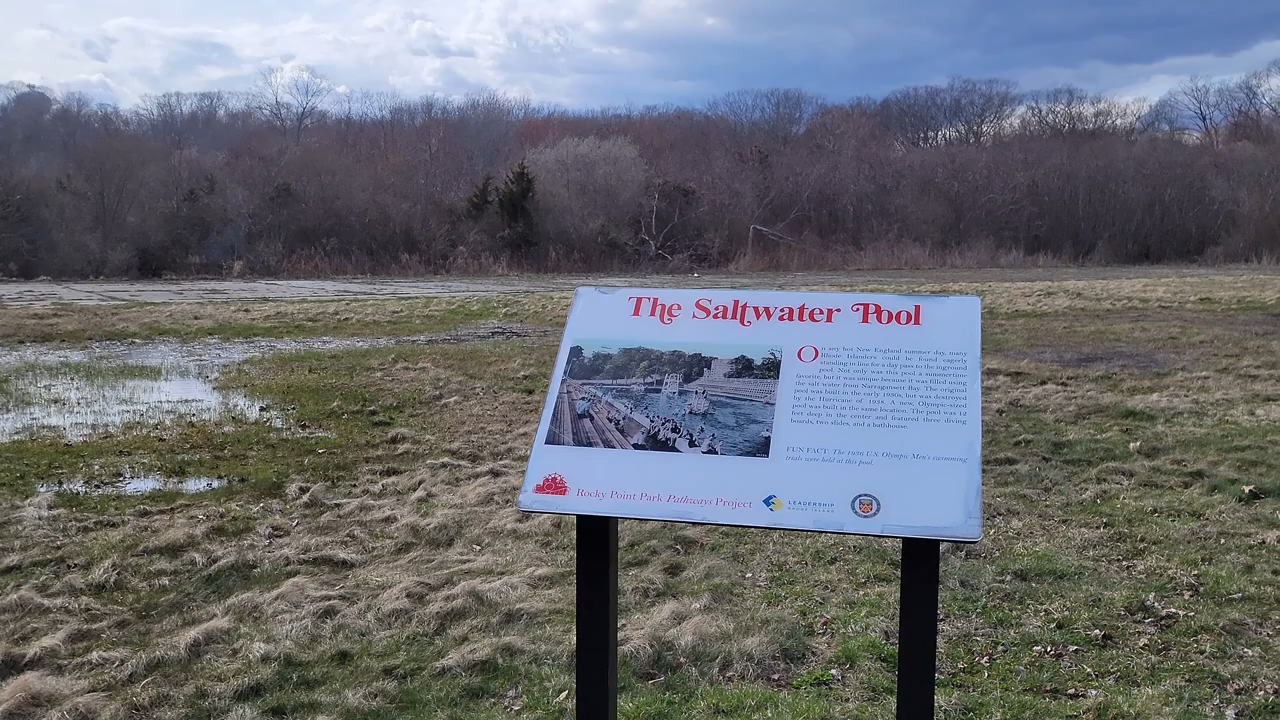 The Saltwater Pool
On any hot New England summer day, many
Rhode Islanders could be found eagerly
standing in line for a day pass to the inground
pool. Not only was this pool a summertime
favorite, but it was unique because it was filled using
the salt water from Narragansett Bay. The original
pool was built in the early 1930s, but was destroyed
by the Hurricane of 1938. A new, Olympic-sized
pool was built in the same location. The pool was 12
feet deep in the center and featured three diving
boards, two slides, and a bathhouse.
FUN FACT: The 1936 U.S. Olympic Men's swimming
trials were held at this pool.
Rocky Point Park Pathways Project
LEADERSHIP
RHODE ISLAND